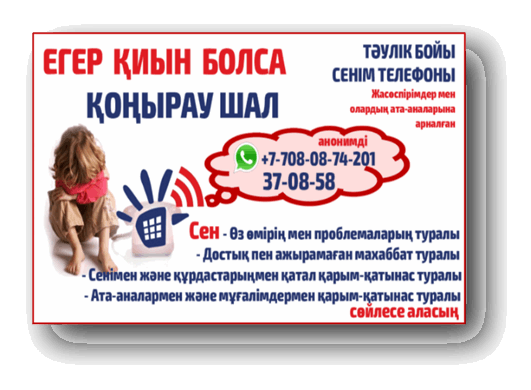 ЕГЕР ҚИЫН БОЛСА
ҚОҢЫРАУ ШАЛ
ТӘУЛІК БОЙЫ
СЕНІМ ТЕЛЕФОНЫ
Жасөспірімдер мен
олардың ата-аналарына
арналған
анонимді
+7-708-08-74-201
37-08-58
Сен - Өз өмірің мен проблемаларың туралы
- Достық пен ажырамаған махаббат туралы
- Сенімен және құрдастарыңмен қатал қарым-қатынас туралы
- Ата-аналармен және мұғалімдермен қарым-қатынас туралы
сөйлесе аласың